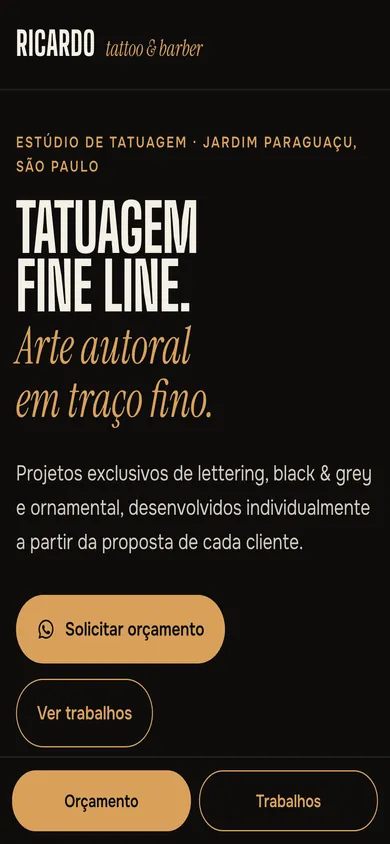 RICARDO tattoo & barber
ESTÚDIO DE TATUAGEM · JARDIM PARAGUAÇU,
SÃO PAULO
TATUAGEM
FINE LINE.
Arte autoral
em traço fino.
Projetos exclusivos de lettering, black & grey
e ornamental, desenvolvidos individualmente
a partir da proposta de cada cliente.
Solicitar orçamento
Ver trabalhos
Orçamento Trabalhos